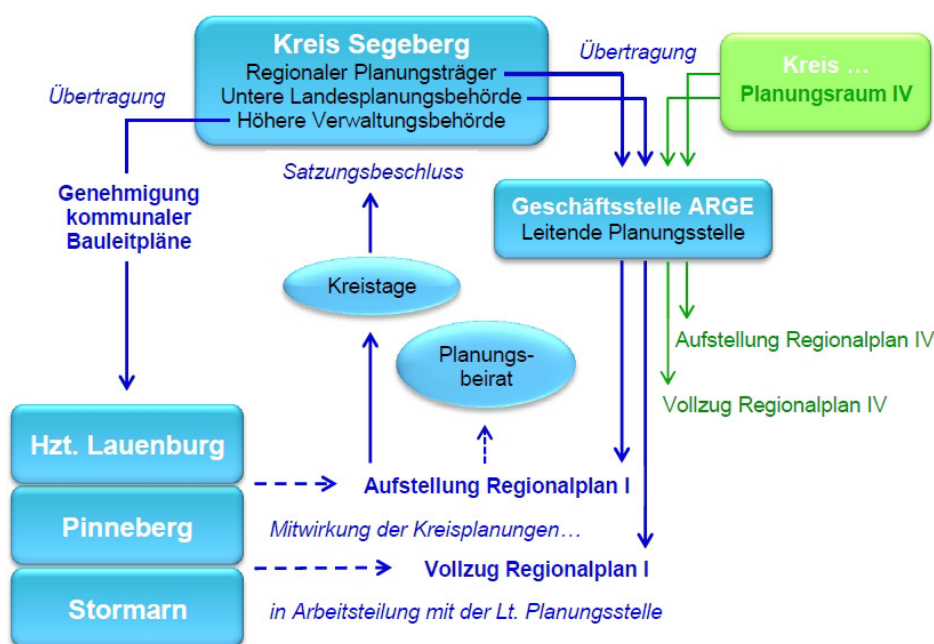 Kreis Segeberg
Regionaler Planungsträger
Untere Landesplanungsbehörde
Höhere Verwaltungsbehörde
Übertragung
Übertragung
Kreis ...
Planungsraum IV
Genehmigung
kommunaler
Bauleitpläne
Satzungsbeschluss
Geschäftsstelle ARGE
Leitende Planungsstelle
Kreistage
Planungs-
beirat
Aufstellung Regionalplan IV
Vollzug Regionalplan IV
Hzt. Lauenburg
Pinneberg
Stormarn
Aufstellung Regionalplan I
Mitwirkung der Kreisplanungen…
Vollzug Regionalplan I
in Arbeitsteilung mit der Lt. Planungsstelle